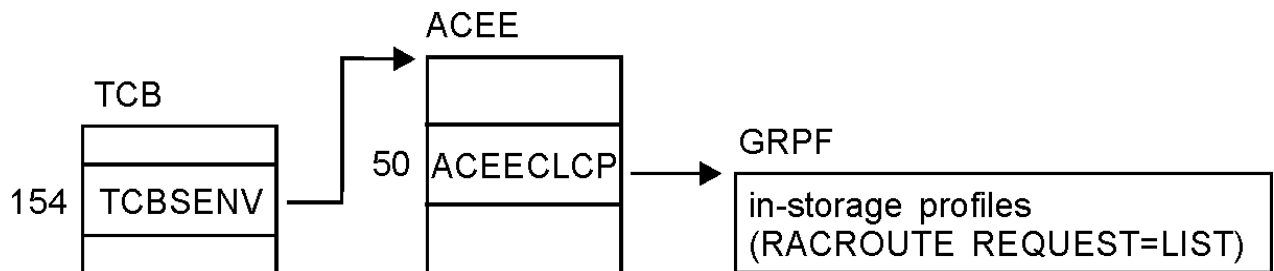 TCB
154 TCBSENV
ACEE
50 ACEECLCP
GRPF
in-storage profiles
(RACROUTE REQUEST=LIST)